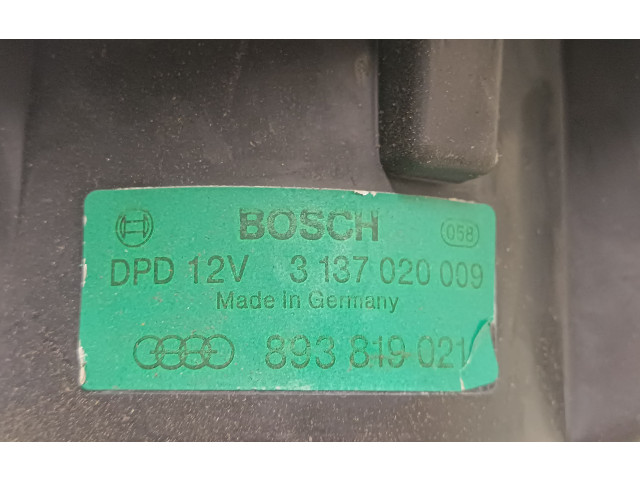 BOSCH 058
DPD 12V 3 137 020 009
Made in Germany
893 819 021